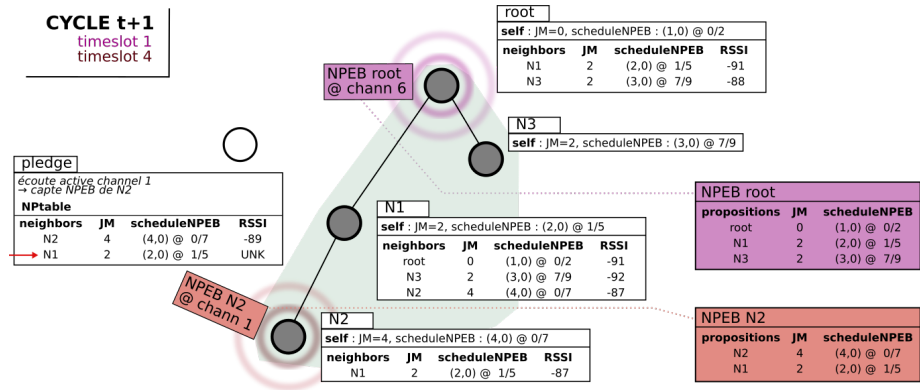 CYCLE t+1
timeslot 1
timeslot 4
root
self : JM=0, scheduleNPEB : (1,0) @ 0/2
neighbors JM scheduleNPEB RSSI
N1 2 (2,0) @ 1/5 -91
N3 2 (3,0) @ 7/9 -88
NPEB root
@ chann 6
N3
self : JM=2, scheduleNPEB : (3,0) @ 7/9
pledge
écoute active channel 1
→ capte NPEB de N2
NPtable
neighbors JM scheduleNPEB RSSI
N2 4 (4,0) @ 0/7 -89
N1 2 (2,0) @ 1/5 UNK
N1
self : JM=2, scheduleNPEB : (2,0) @ 1/5
neighbors JM scheduleNPEB RSSI
root 0 (1,0) @ 0/2 -91
N3 2 (3,0) @ 7/9 -92
N2 4 (4,0) @ 0/7 -87
NPEB root
propositions JM scheduleNPEB
root 0 (1,0) @ 0/2
N1 2 (2,0) @ 1/5
N3 2 (3,0) @ 7/9
NPEB N2
@ chann 1
N2
self : JM=4, scheduleNPEB : (4,0) @ 0/7
neighbors JM scheduleNPEB RSSI
N1 2 (2,0) @ 1/5 -87
NPEB N2
propositions JM scheduleNPEB
N2 4 (4,0) @ 0/7
N1 2 (2,0) @ 1/5